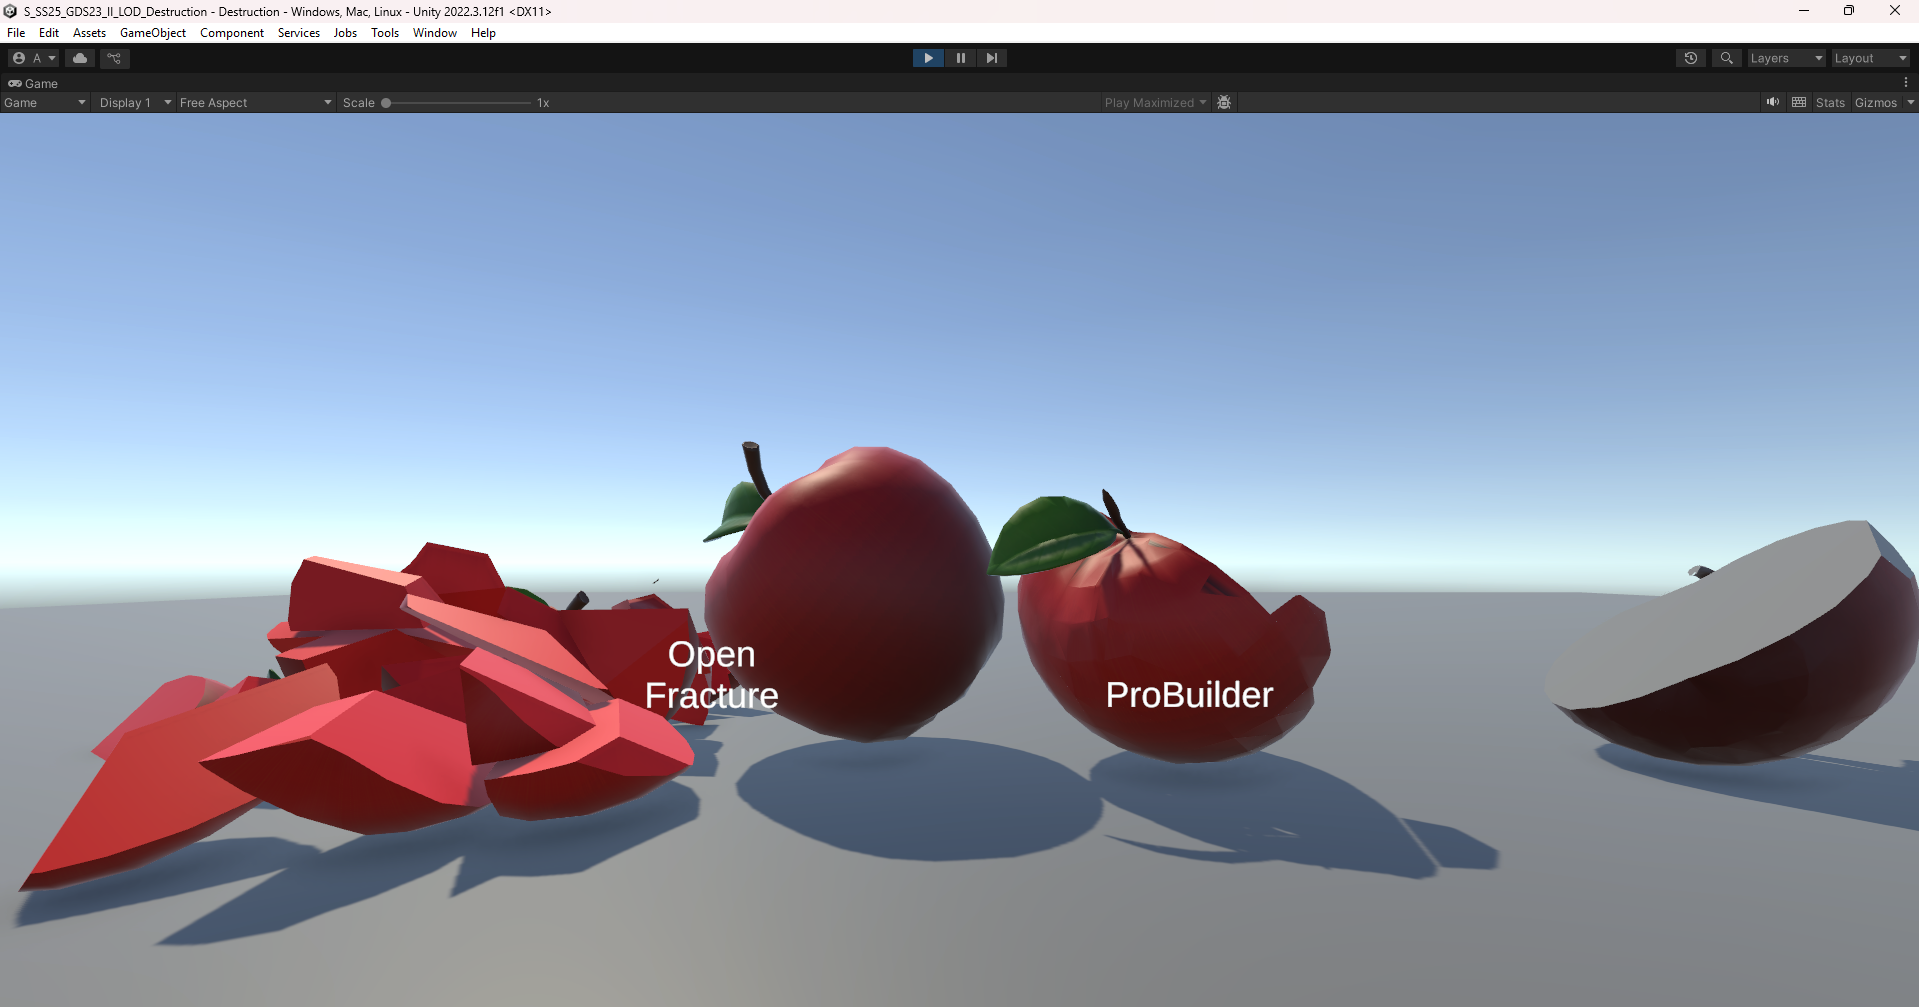 S_SS25_GDS23_II_LOD_Destruction - Destruction - Windows, Mac, Linux - Unity 2022.3.12f1 <DX11>
File Edit Assets GameObject Component Services Jobs Tools Window Help
A Layers Layout
Game
Game Display 1 Free Aspect Scale 1x Play Maximized Stats Gizmos
Open
Fracture
ProBuilder